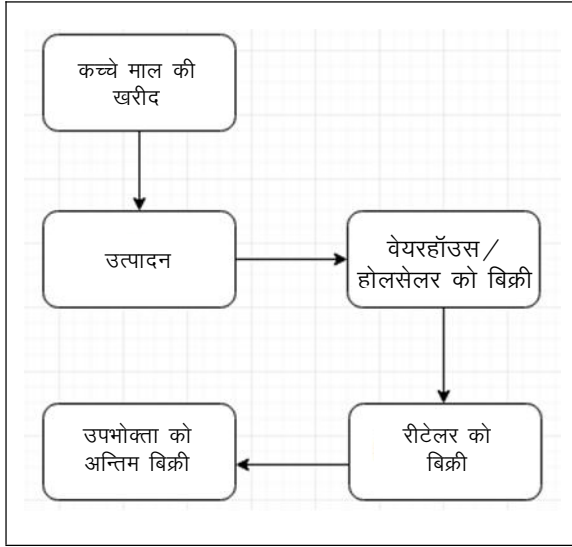 कच्चे माल की
खरीद
उत्पादन
वेयरहॉउस/
होलसेलर को बिक्री
रीटेलर को
बिक्री
उपभोक्ता को
अन्तिम बिक्री